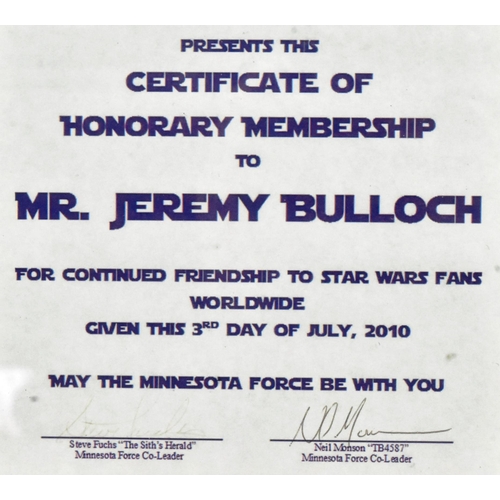 PRESENTS THIS
CERTIFICATE OF
HONORARY MEMBERSHIP
TO
MR. JEREMY BULLOCH
FOR CONTINUED FRIENDSHIP TO STAR WARS FANS
WORLDWIDE
GIVEN THIS 3RD DAY OF JULY, 2010
MAY THE MINNESOTA FORCE BE WITH YOU
Steve Fuchs "The Sith's Herald" Neil Monson "TB4587"
Minnesota Force Co-Leader Minnesota Force Co-Leader